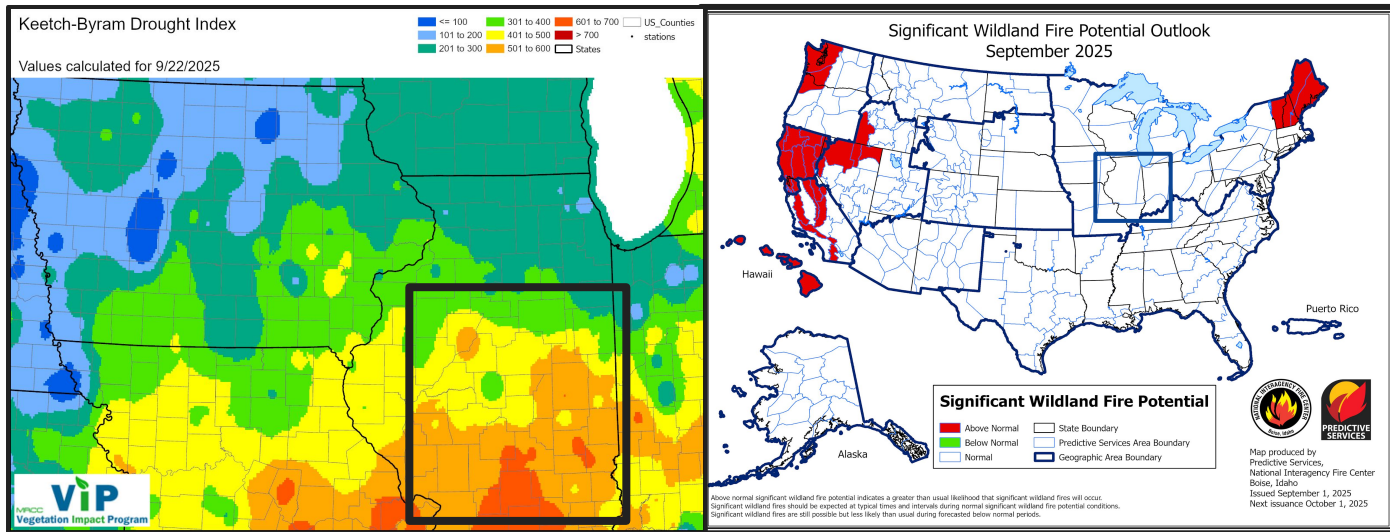 Keetch-Byram Drought Index
Values calculated for 9/22/2025
<= 100
101 to 200
201 to 300
301 to 400
401 to 500
501 to 600
601 to 700
> 700
States
US_Counties
stations
MRCC
ViP
Vegetation Impact Program
Significant Wildland Fire Potential Outlook
September 2025
Hawaii
Puerto Rico
Alaska
Significant Wildland Fire Potential
Above Normal
Below Normal
Normal
State Boundary
Predictive Services Area Boundary
Geographic Area Boundary
NATIONAL INTERAGENCY FIRE CENTER
Boise, Idaho
PREDICTIVE
SERVICES
Map produced by
Predictive Services,
National Interagency Fire Center
Boise, Idaho
Issued September 1, 2025
Next issuance October 1, 2025
Above normal significant wildland fire potential indicates a greater than usual likelihood that significant wildland fires will occur.
Significant wildland fires should be expected at typical times and intervals during normal significant wildland fire potential conditions.
Significant wildland fires are still possible but less likely than usual during forecasted below normal periods.